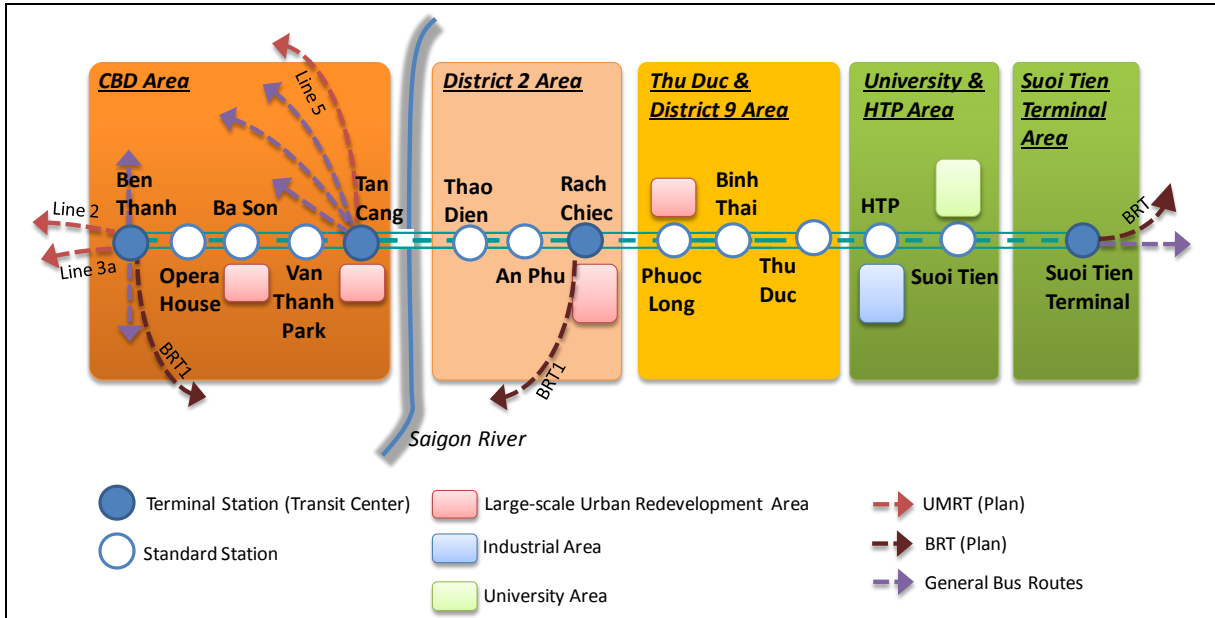 CBD Area
District 2 Area
Thu Duc &
District 9 Area
University &
HTP Area
Suoi Tien
Terminal
Area
Line 5
Ben
Thanh
Ba Son
Tan
Cang
Thao
Dien
Rach
Chiec
Binh
Thai
HTP
BRT
Line 2
Line 3a
Opera
House
Van
Thanh
Park
An Phu
Phuoc
Long
Thu
Duc
Suoi Tien
Suoi Tien
Terminal
BRT1
BRT1
Saigon River
Terminal Station (Transit Center)
Standard Station
Large-scale Urban Redevelopment Area
Industrial Area
University Area
UMRT (Plan)
BRT (Plan)
General Bus Routes